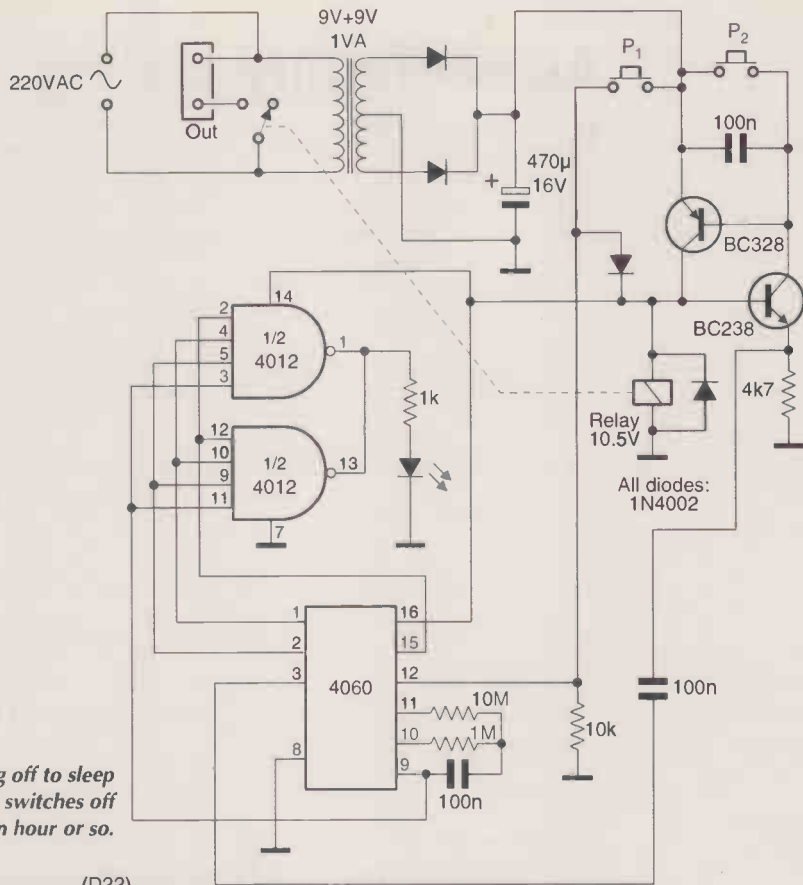 9V+9V
1VA
220VAC
Out
470µ
16V
+
P1
P2
100n
BC328
BC238
4k7
Relay
10.5V
All diodes:
1N4002
14
2
4
5
3
1/2
4012
1
1k
12
10
9
11
1/2
4012
13
7
1
2
3
8
4060
16
15
12
11
10
9
10M
1M
100n
10k
100n
g off to sleep
switches off
n hour or so.
(D22)